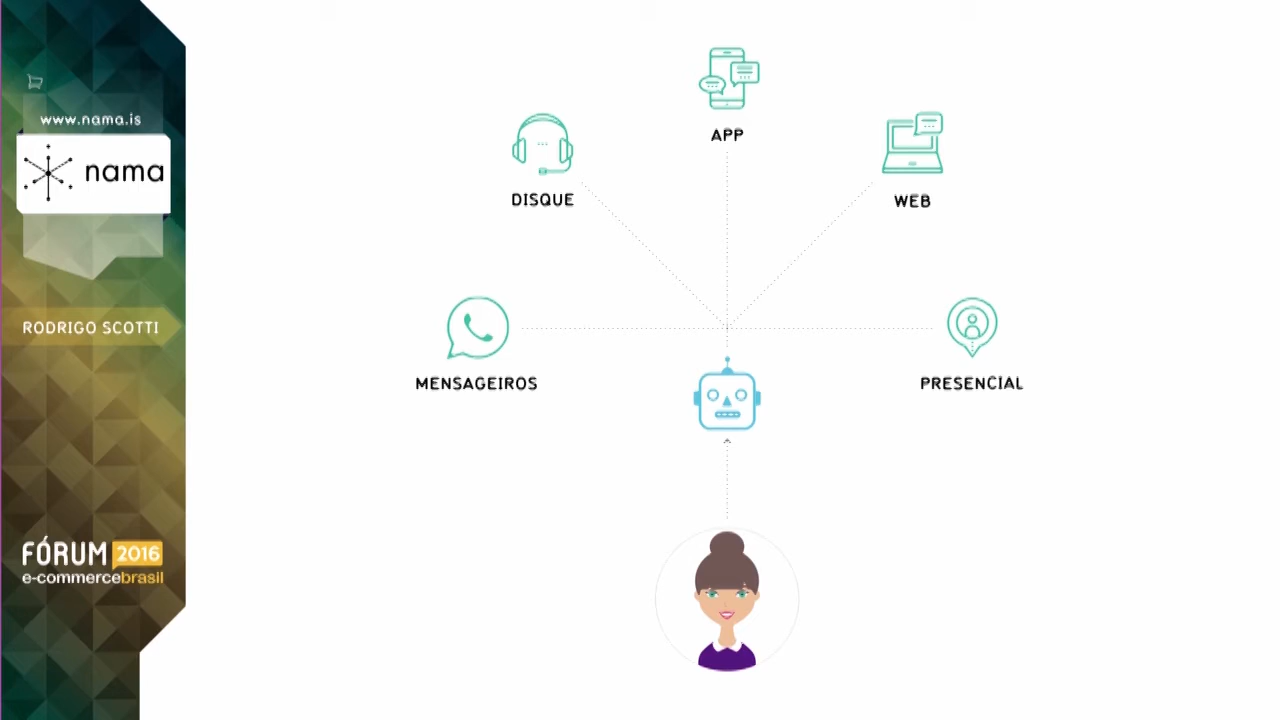 www.nama.is
nama
RODRIGO SCOTTI
FÓRUM 2016
e-commercebrasil
APP
DISQUE
WEB
MENSAGEIROS
PRESENCIAL